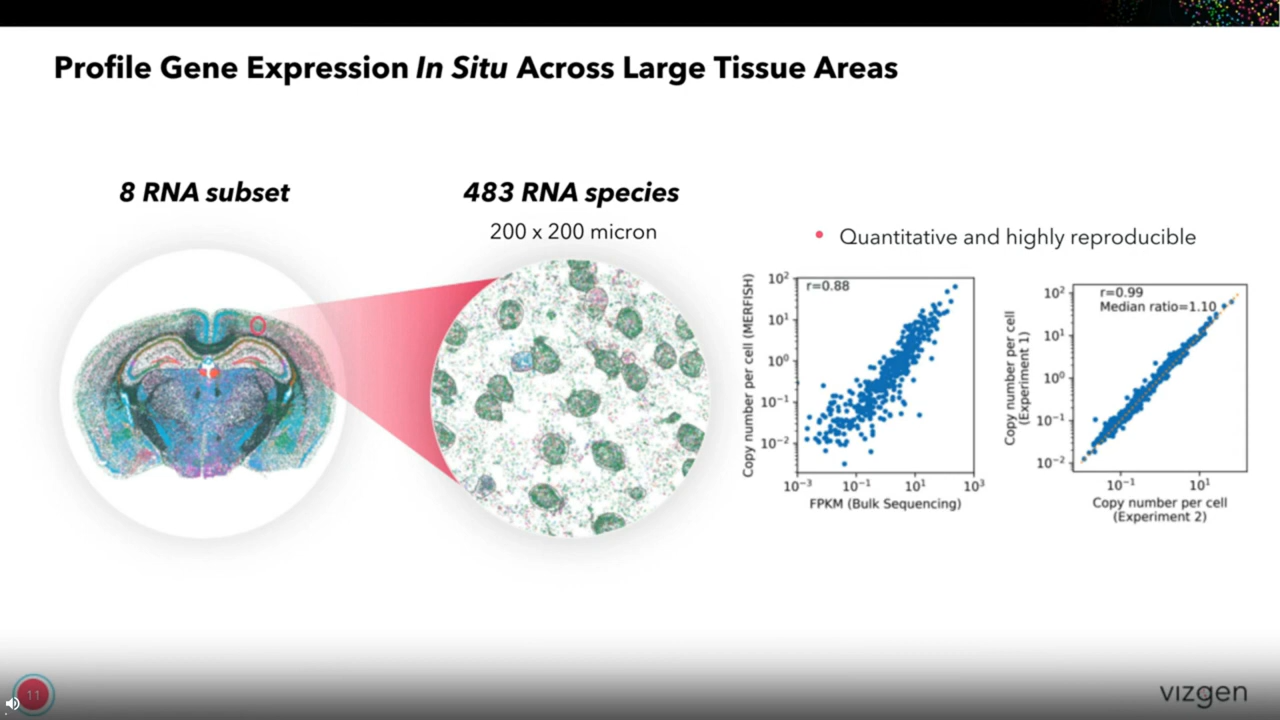 Profile Gene Expression In Situ Across Large Tissue Areas
8 RNA subset
483 RNA species
200 x 200 micron
• Quantitative and highly reproducible
Copy number per cell (MERFISH)
10²
10¹
10⁰
10⁻¹
10⁻²
r=0.88
10⁻³
10⁻¹
10¹
10³
FPKM (Bulk Sequencing)
Copy number per cell
(Experiment 1)
10²
10¹
10⁰
10⁻¹
10⁻²
r=0.99
Median ratio=1.10
10⁻¹
10¹
Copy number per cell
(Experiment 2)
11
vizgen